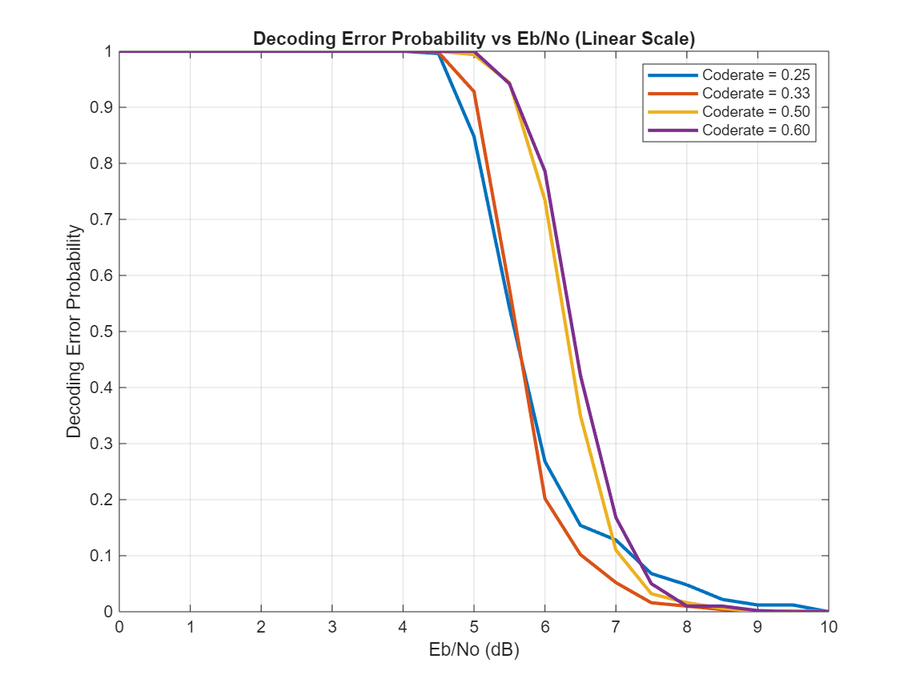 Decoding Error Probability vs Eb/No (Linear Scale)
Coderate = 0.25
Coderate = 0.33
Coderate = 0.50
Coderate = 0.60
Decoding Error Probability
1
0.9
0.8
0.7
0.6
0.5
0.4
0.3
0.2
0.1
0
0 1 2 3 4 5 6 7 8 9 10
Eb/No (dB)